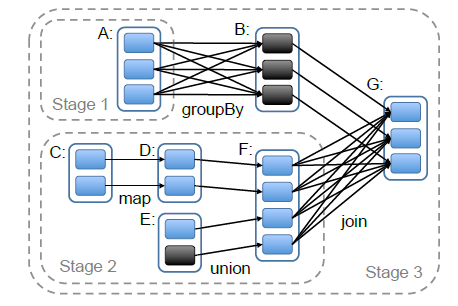 A:
B:
G:
Stage 1
groupBy
C:
D:
F:
map
E:
join
Stage 2
union
Stage 3